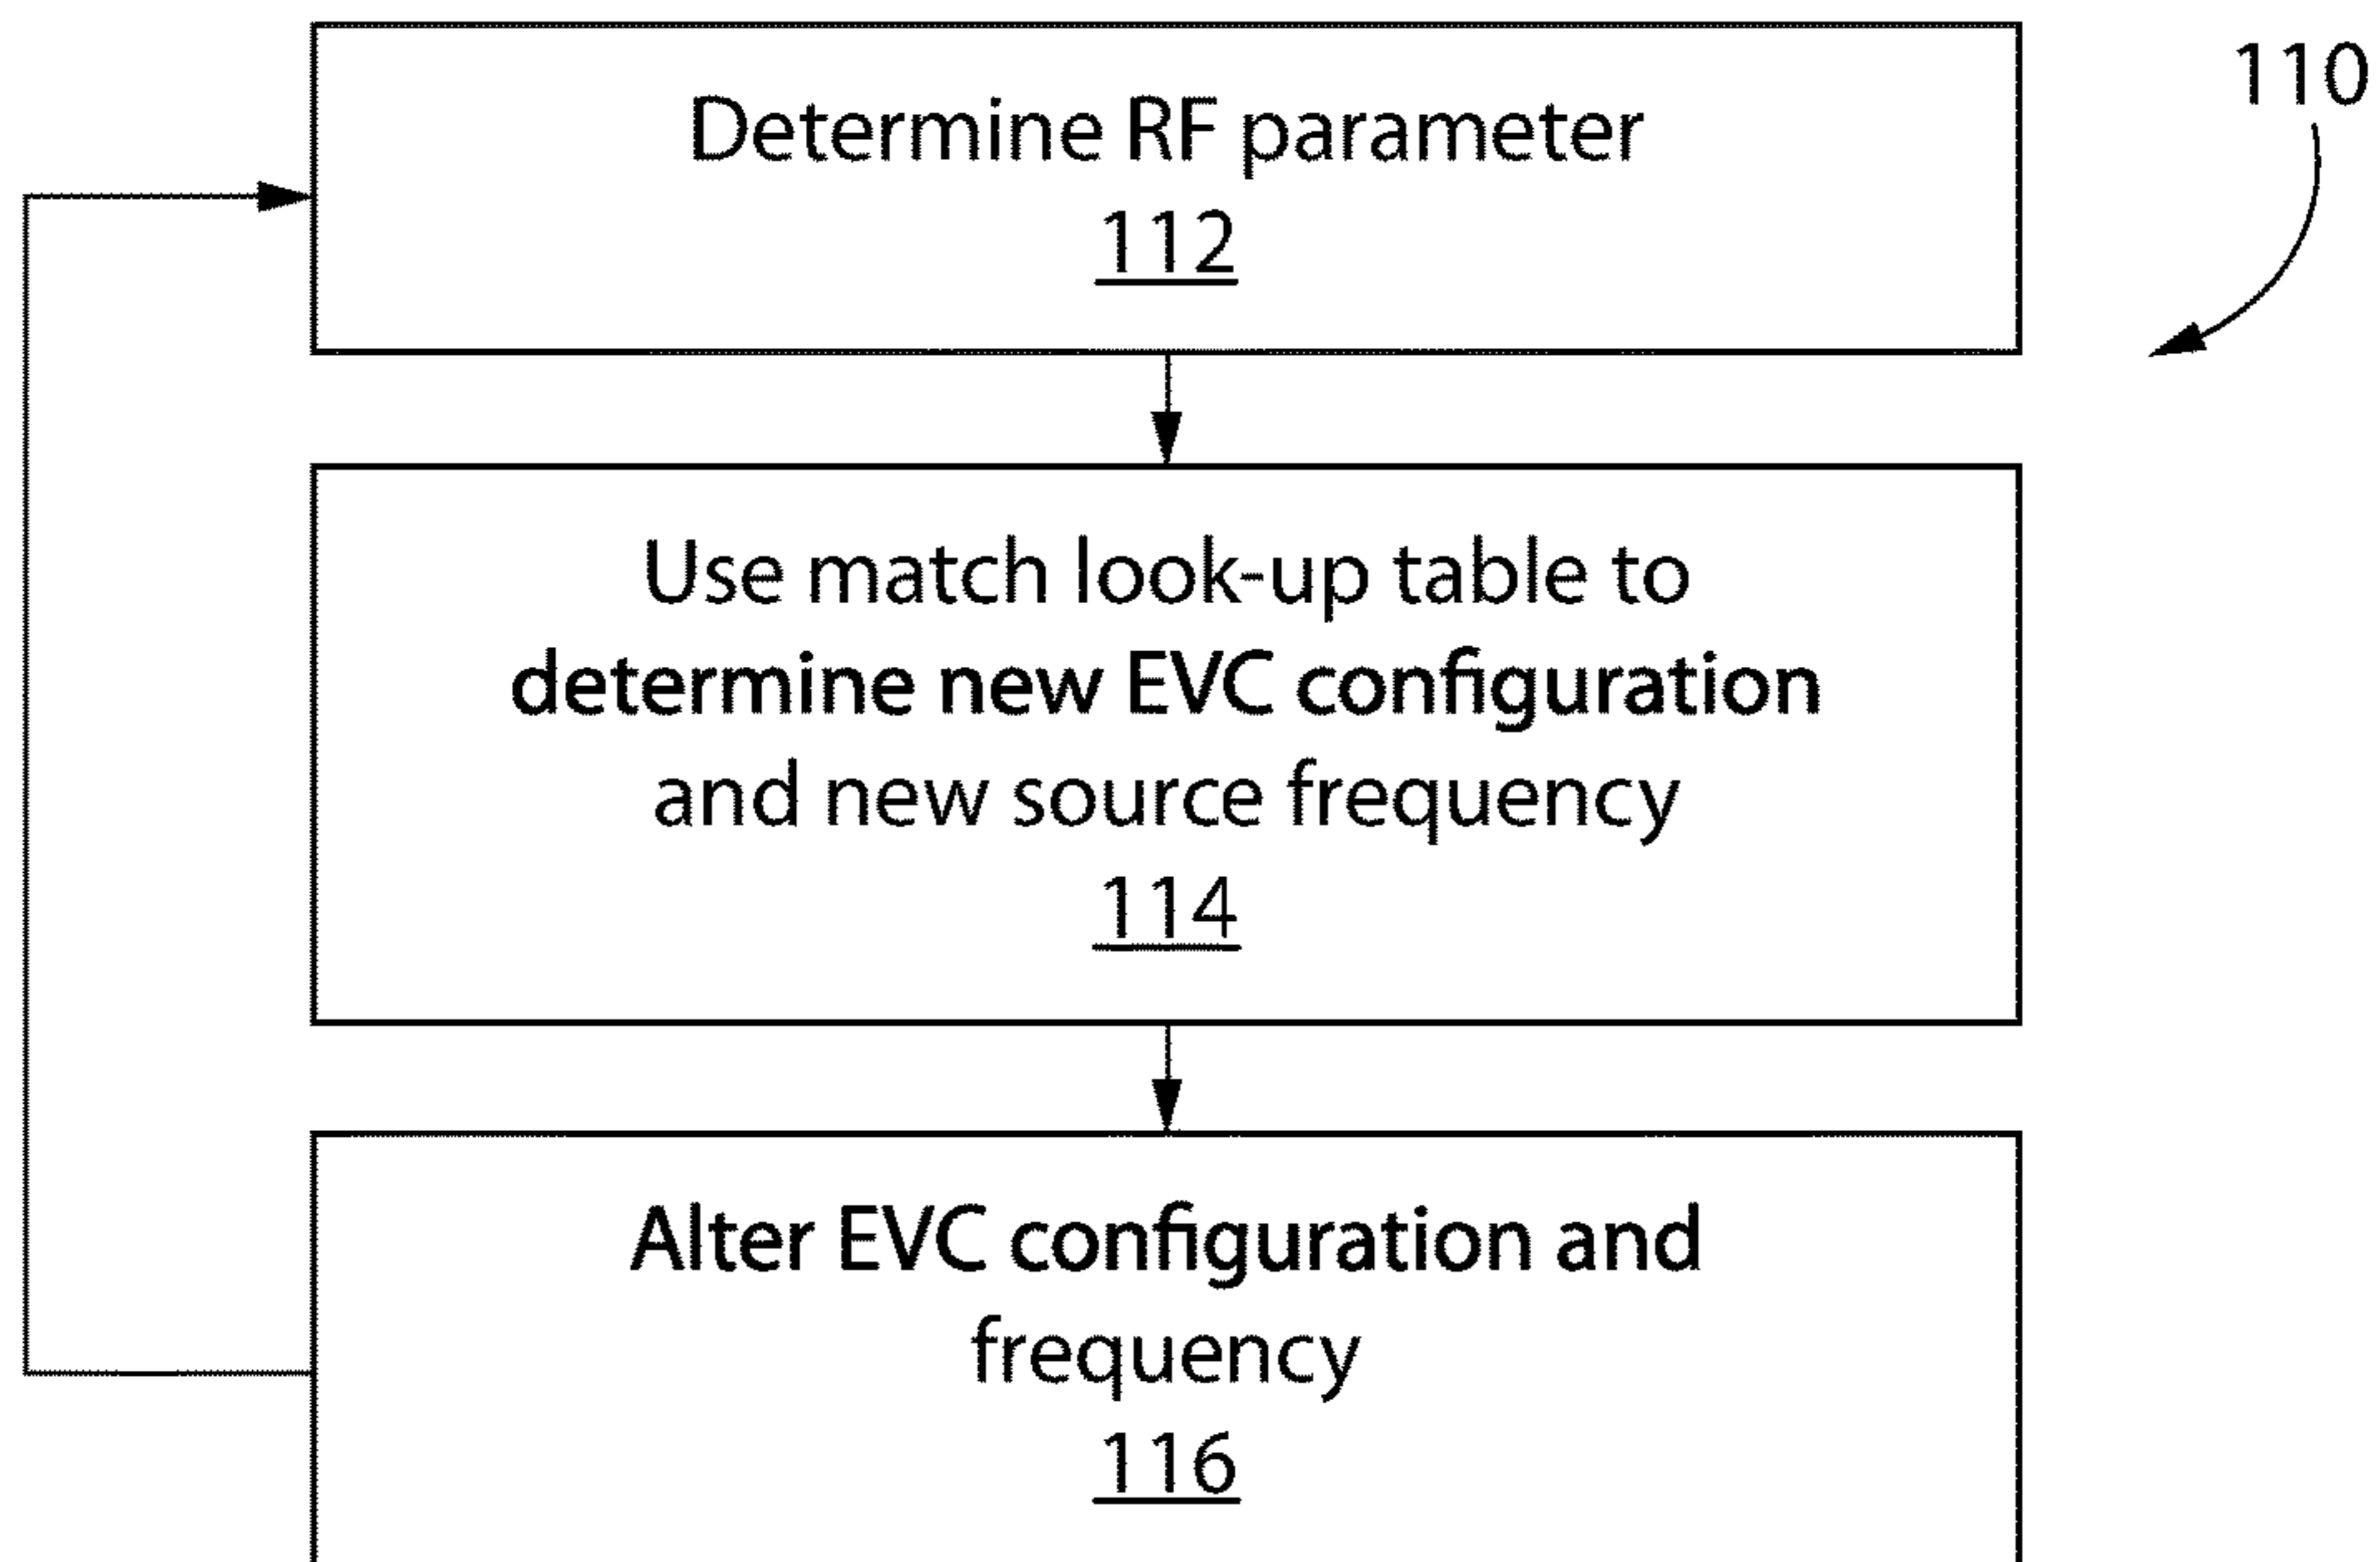 110
Determine RF parameter
112
Use match look-up table to
determine new EVC configuration
and new source frequency
114
Alter EVC configuration and
frequency
116